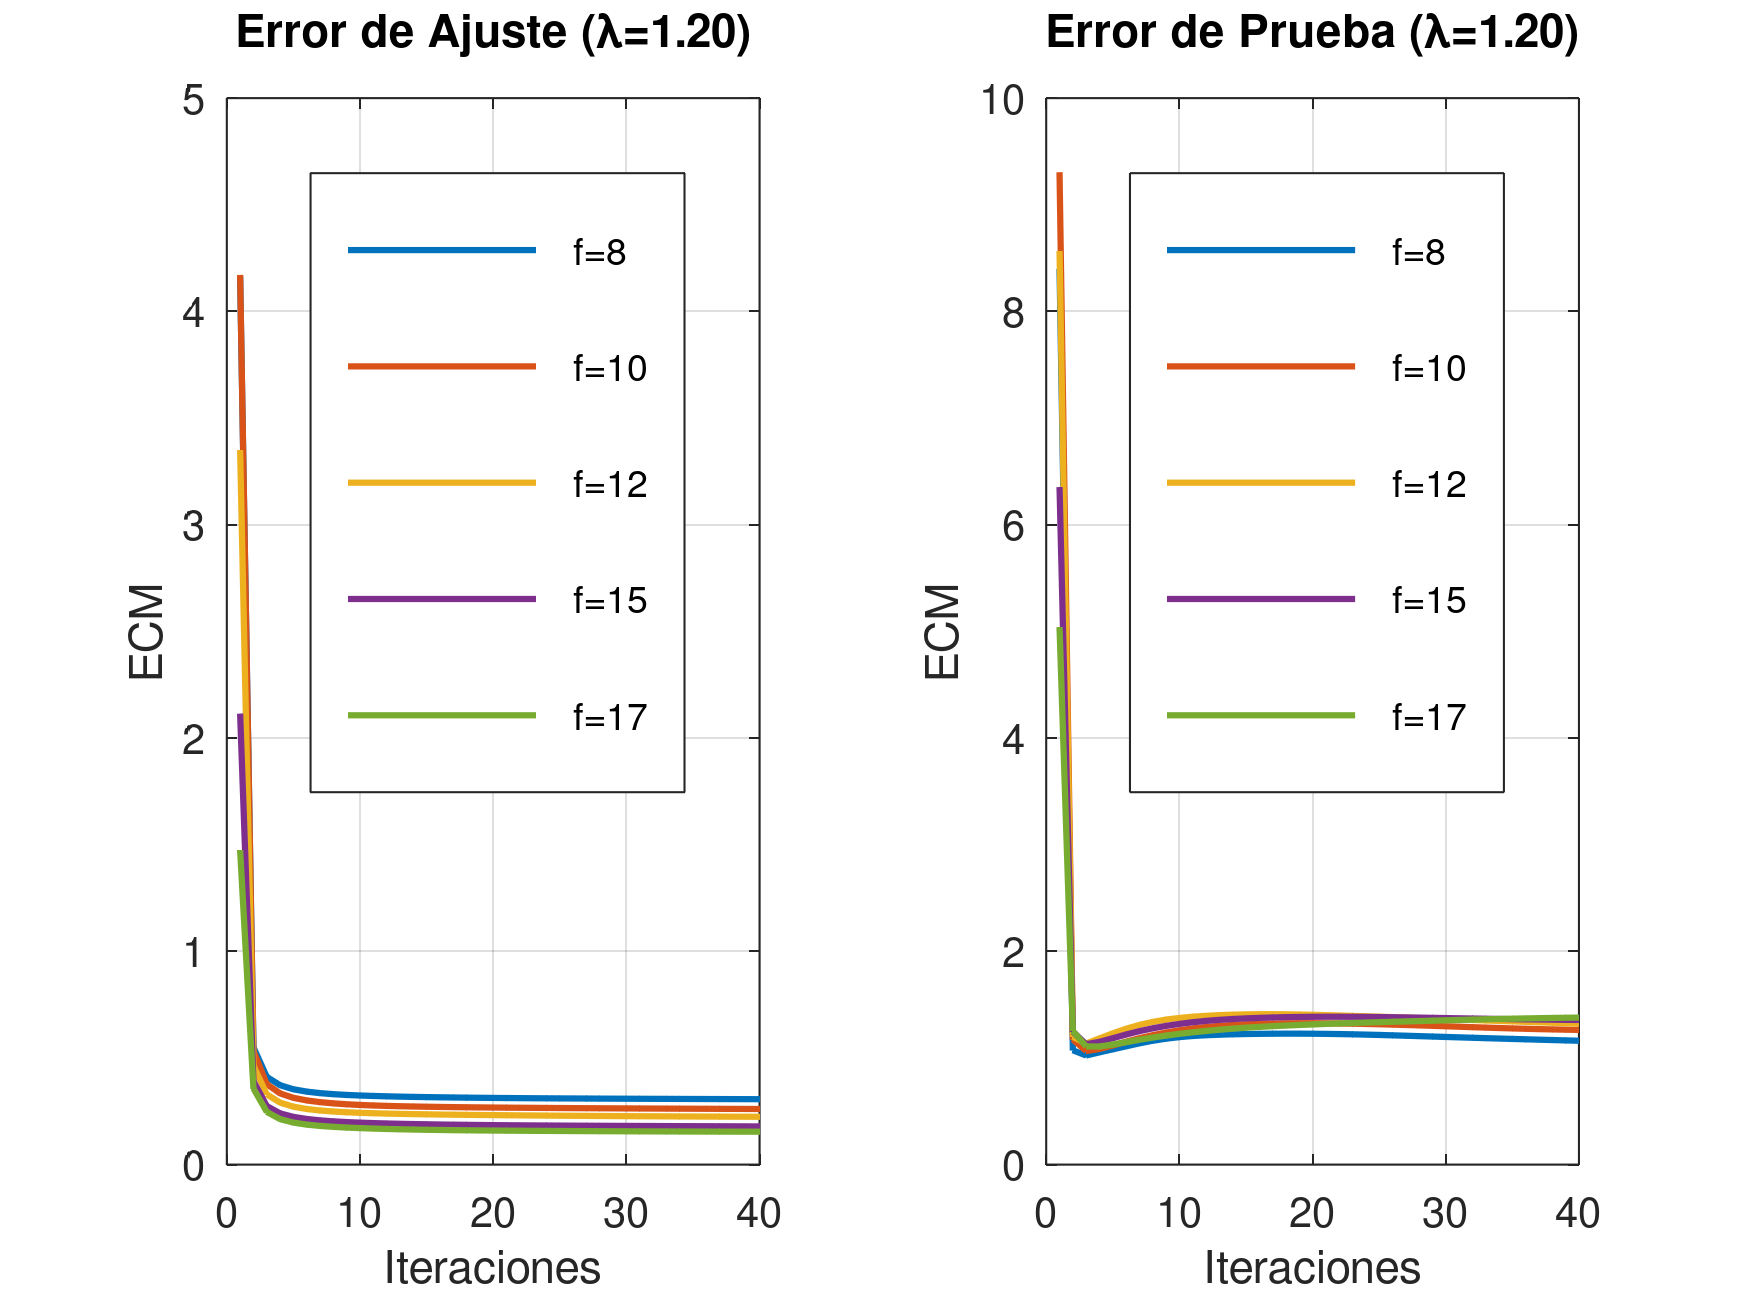 Error de Ajuste (λ=1.20)
5
4
3
2
1
0
ECM
f=8
f=10
f=12
f=15
f=17
0 10 20 30 40
Iteraciones
Error de Prueba (λ=1.20)
10
8
6
4
2
0
ECM
f=8
f=10
f=12
f=15
f=17
0 10 20 30 40
Iteraciones